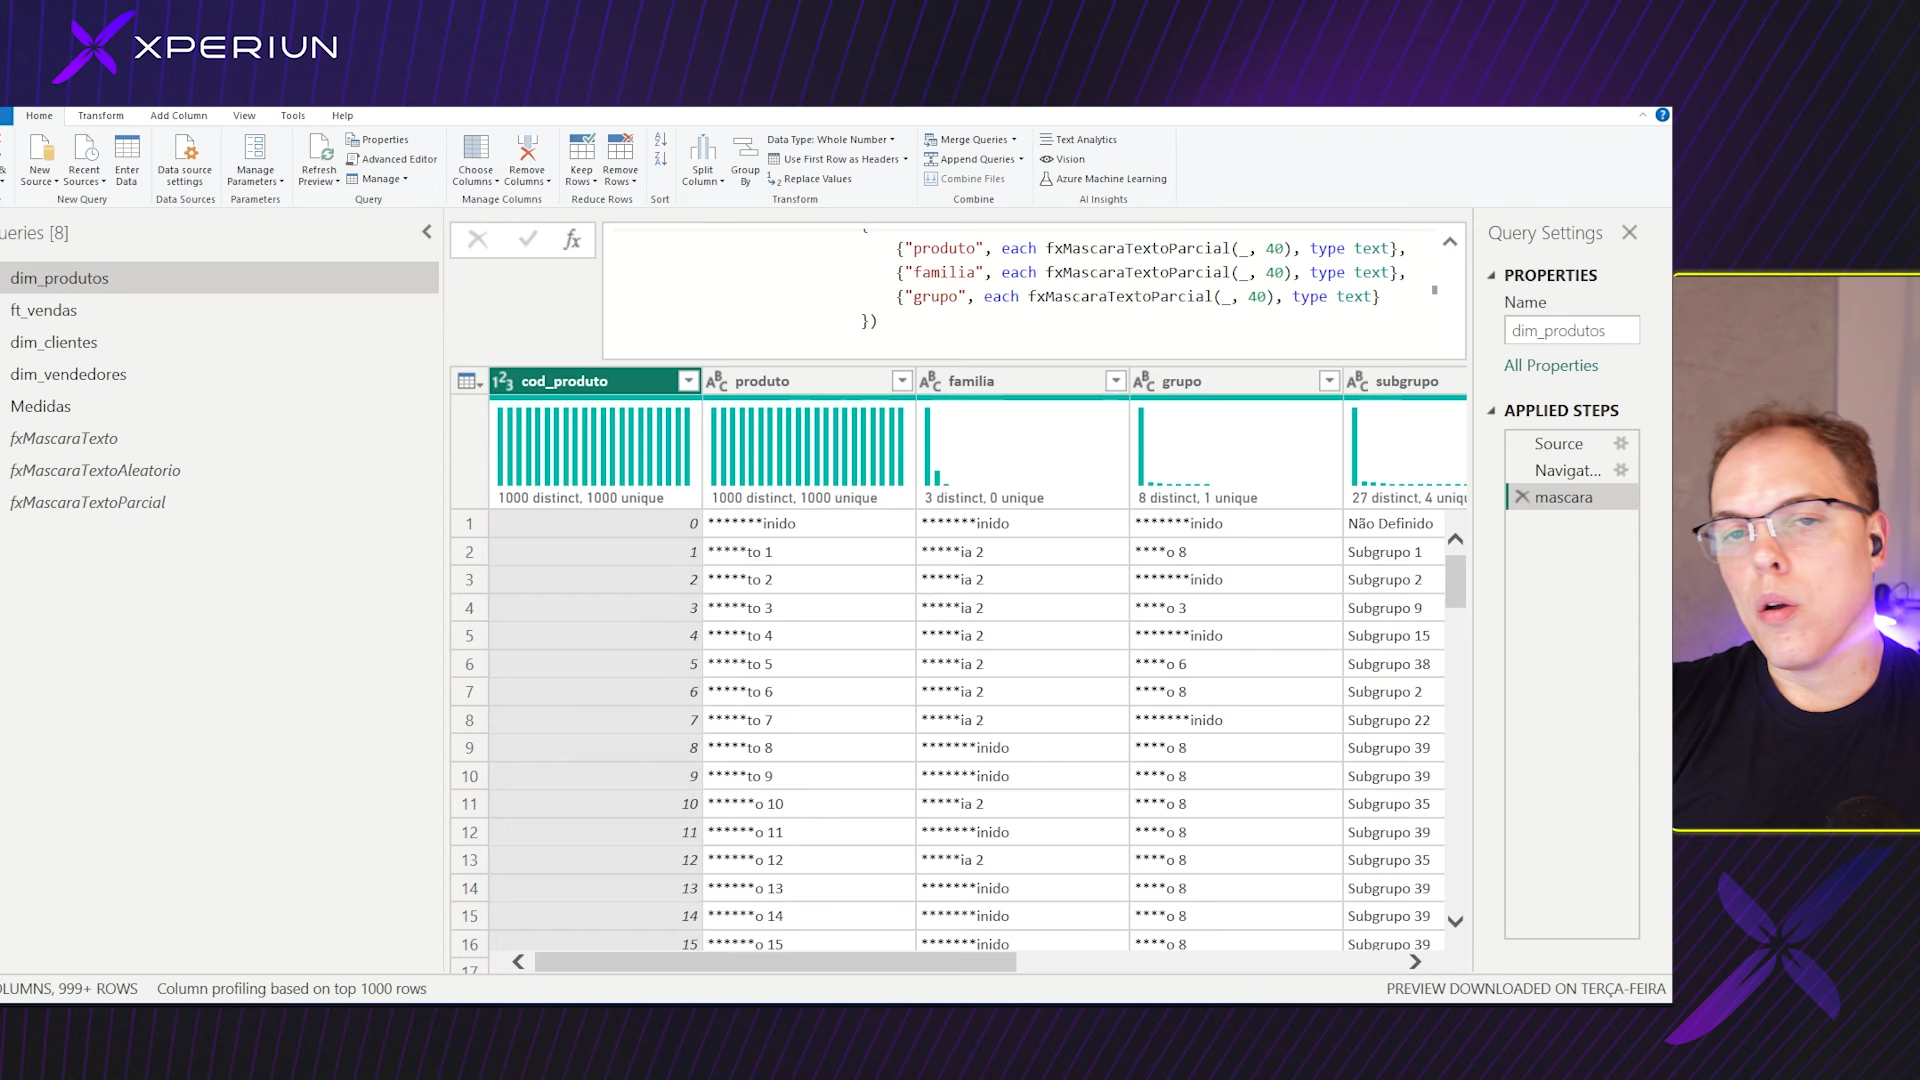 XPERIUN
Home Transform Add Column View Tools Help
New Source Recent Sources Enter Data
New Query
Data source settings
Data Sources
Manage Parameters
Parameters
Refresh Preview
Properties
Advanced Editor
Manage
Query
Choose Columns Remove Columns
Manage Columns
Keep Rows Remove Rows
Reduce Rows
Sort
Split Column Group By
Data Type: Whole Number
Use First Row as Headers
Replace Values
Transform
Merge Queries
Append Queries
Combine Files
Combine
Text Analytics
Vision
Azure Machine Learning
AI Insights
ueries [8]
dim_produtos
ft_vendas
dim_clientes
dim_vendedores
Medidas
fxMascaraTexto
fxMascaraTextoAleatorio
fxMascaraTextoParcial
fx
{
{"produto", each fxMascaraTextoParcial(_, 40), type text},
{"familia", each fxMascaraTextoParcial(_, 40), type text},
{"grupo", each fxMascaraTextoParcial(_, 40), type text}
})
123 cod_produto ABC produto ABC familia ABC grupo ABC subgrupo
1000 distinct, 1000 unique 1000 distinct, 1000 unique 3 distinct, 0 unique 8 distinct, 1 unique 27 distinct, 4 uniqu
1 0 *******inido *******inido *******inido Não Definido
2 1 *****to 1 *****ia 2 ****o 8 Subgrupo 1
3 2 *****to 2 *****ia 2 *******inido Subgrupo 2
4 3 *****to 3 *****ia 2 ****o 3 Subgrupo 9
5 4 *****to 4 *****ia 2 *******inido Subgrupo 15
6 5 *****to 5 *****ia 2 ****o 6 Subgrupo 38
7 6 *****to 6 *****ia 2 ****o 8 Subgrupo 2
8 7 *****to 7 *****ia 2 *******inido Subgrupo 22
9 8 *****to 8 *******inido ****o 8 Subgrupo 39
10 9 *****to 9 *******inido ****o 8 Subgrupo 39
11 10 ******o 10 *****ia 2 ****o 8 Subgrupo 35
12 11 ******o 11 *******inido ****o 8 Subgrupo 39
13 12 ******o 12 *****ia 2 ****o 8 Subgrupo 35
14 13 ******o 13 *******inido ****o 8 Subgrupo 39
15 14 ******o 14 *******inido ****o 8 Subgrupo 39
16 15 ******o 15 *******inido ****o 8 Subgrupo 39
17
Query Settings
PROPERTIES
Name
dim_produtos
All Properties
APPLIED STEPS
Source
Navigat...
mascara
OLUMNS, 999+ ROWS Column profiling based on top 1000 rows
PREVIEW DOWNLOADED ON TERÇA-FEIRA